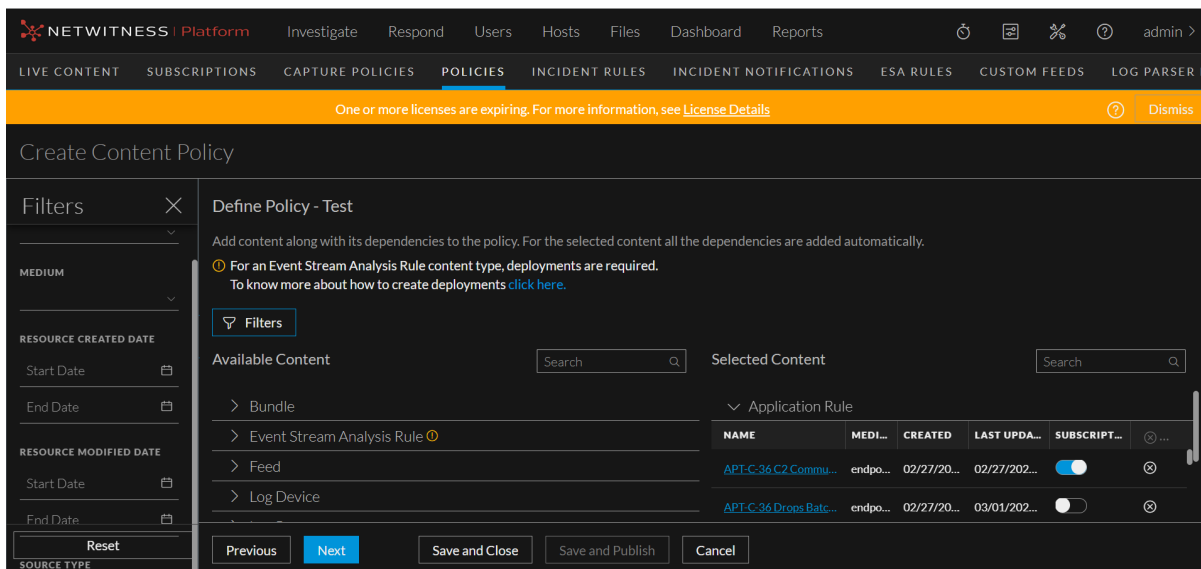 NETWITNESS | Platform Investigate Respond Users Hosts Files Dashboard Reports admin >
LIVE CONTENT SUBSCRIPTIONS CAPTURE POLICIES POLICIES INCIDENT RULES INCIDENT NOTIFICATIONS ESA RULES CUSTOM FEEDS LOG PARSER
One or more licenses are expiring. For more information, see License Details Dismiss
Create Content Policy
Filters
MEDIUM
RESOURCE CREATED DATE
Start Date
End Date
RESOURCE MODIFIED DATE
Start Date
End Date
Reset
SOURCE TYPE
Define Policy - Test
Add content along with its dependencies to the policy. For the selected content all the dependencies are added automatically.
For an Event Stream Analysis Rule content type, deployments are required.
To know more about how to create deployments click here.
Filters
Available Content Search
Bundle
Event Stream Analysis Rule
Feed
Log Device
Selected Content Search
Application Rule
NAME MEDI... CREATED LAST UPDA... SUBSCRIPT... ...
APT-C-36 C2 Commu... endpo... 02/27/20... 02/27/202...
APT-C-36 Drops Batc... endpo... 02/27/20... 03/01/202...
Previous Next Save and Close Save and Publish Cancel